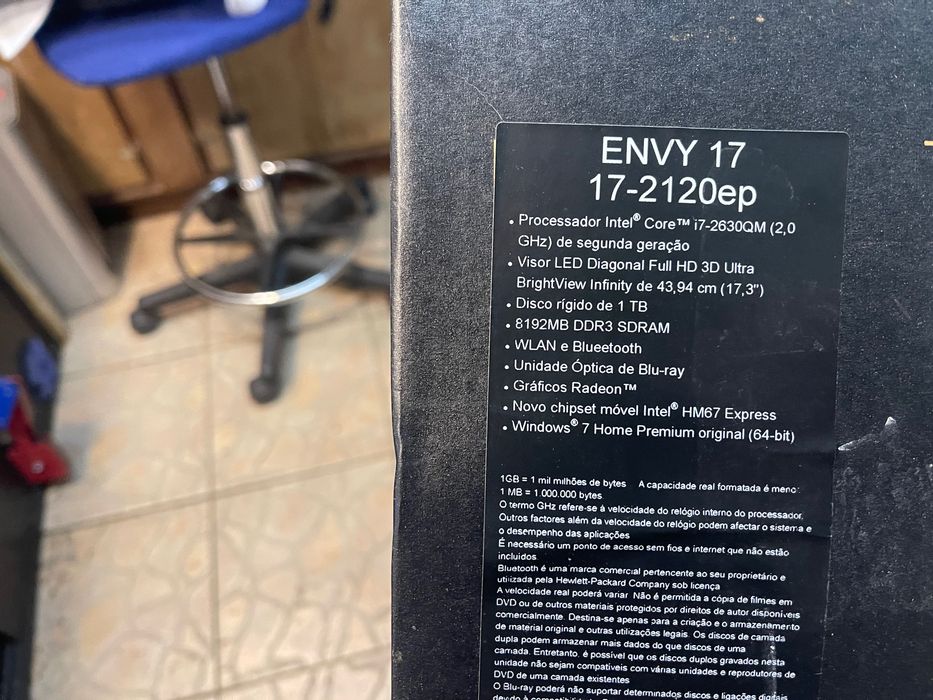 ENVY 17
17-2120ep
• Processador Intel® Core™ i7-2630QM (2,0
GHz) de segunda geração
• Visor LED Diagonal Full HD 3D Ultra
BrightView Infinity de 43,94 cm (17,3")
• Disco rígido de 1 TB
• 8192MB DDR3 SDRAM
• WLAN e Blueetooth
• Unidade Óptica de Blu-ray
• Gráficos Radeon™
• Novo chipset móvel Intel® HM67 Express
• Windows® 7 Home Premium original (64-bit)
1GB = 1 mil milhões de bytes A capacidade real formatada é
1 MB = 1.000.000 bytes
O termo GHz refere-se à velocidade do relógio interno do processador.
Outros factores além da velocidade do relógio podem afectar o sistema e
o desempenho das aplicações
É necessário um ponto de acesso sem fios e internet que não estão
incluidos.
Bluetooth é uma marca comercial pertencente ao seu proprietário e
utilizada pela Hewlett-Packard Company sob licença
A velocidade real poderá variar. Não é permitida a cópia de filmes em
DVD ou de outros materiais protegidos por direitos de autor disponíveis
comercialmente. Destina-se apenas para a criação e o armazenamento
de material original e outras utilizações legais. Os discos de camada
dupla podem armazenar mais dados do que discos de uma
camada. Entretanto, é possível que os discos duplos gravados nesta
unidade não sejam compatíveis com várias unidades e reprodutores de
DVD de uma camada existentes
O Blu-ray poderá não suportar determinados discos e ligações digitais